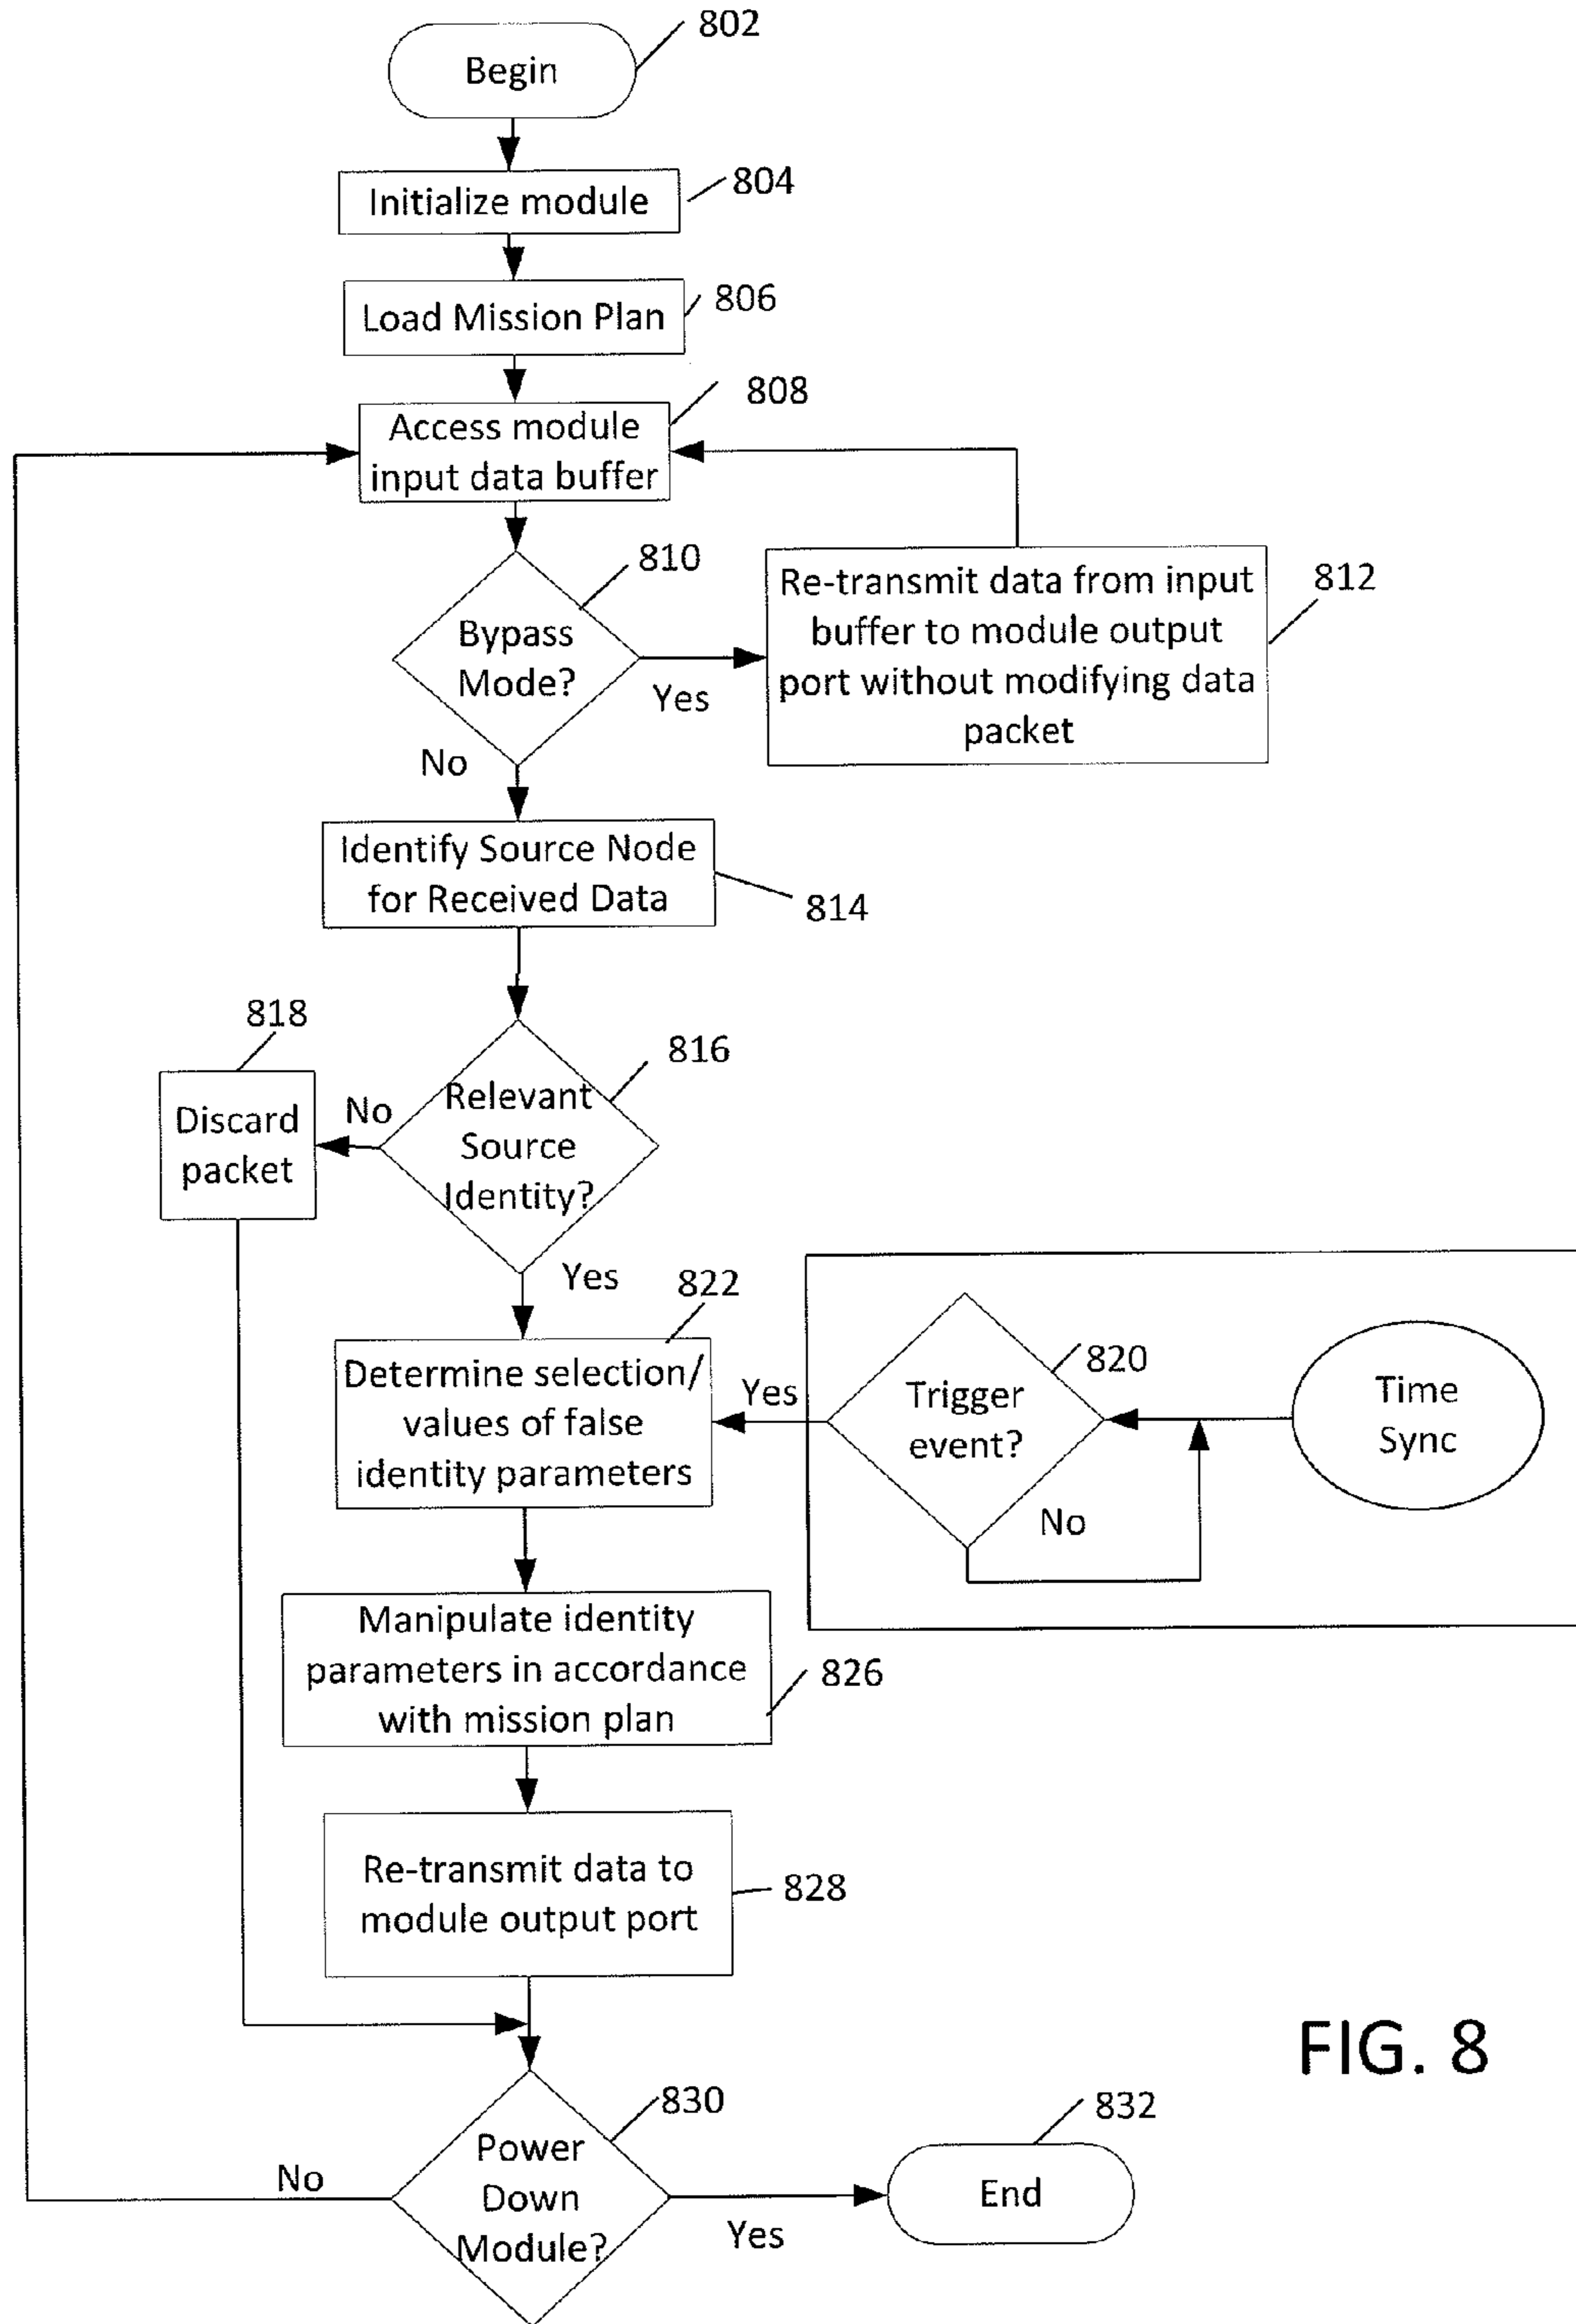 802
Begin
804
Initialize module
806
Load Mission Plan
808
Access module
input data buffer
810
Bypass
Mode?
Yes
No
Re-transmit data from input
buffer to module output
port without modifying data
packet
812
Identify Source Node
for Received Data
814
818
Discard
packet
No
816
Relevant
Source
Identity?
Yes
822
Determine selection/
values of false
identity parameters
Yes
820
Trigger
event?
No
Time
Sync
Manipulate identity
parameters in accordance
with mission plan
826
Re-transmit data to
module output port
828
FIG. 8
830
Power
Down
Module?
No
Yes
832
End